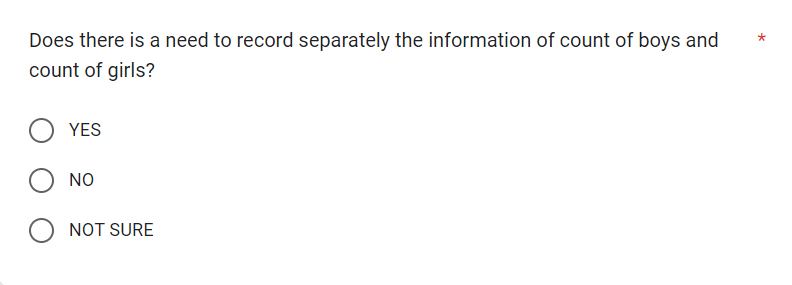 Does there is a need to record separately the information of count of boys and *
count of girls?
YES
NO
NOT SURE